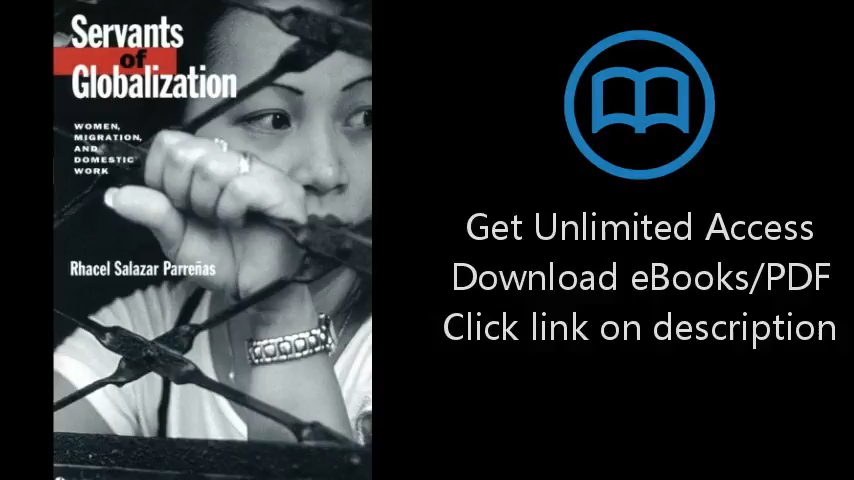 Servants
of
Globalization
WOMEN,
MIGRATION,
AND
DOMESTIC
WORK
Rhacel Salazar Parreñas
Get Unlimited Access
Download eBooks/PDF
Click link on description